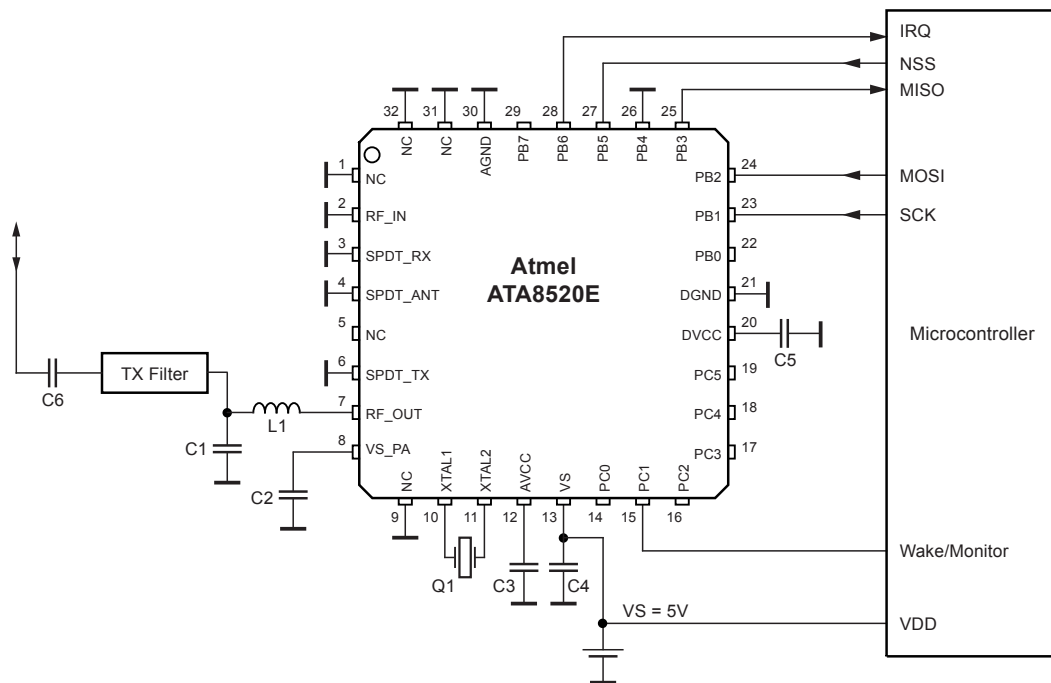 IRQ
NSS
MISO
32 31 30 29 28 27 26 25
NC NC AGND PB7 PB6 PB5 PB4 PB3
1 NC
PB2 24 MOSI
2 RF_IN
PB1 23 SCK
3 SPDT_RX
PB0 22
Atmel
ATA8520E
4 SPDT_ANT
DGND 21
5 NC
DVCC 20
C5
Microcontroller
6 SPDT_TX
PC5 19
TX Filter
C6
7 RF_OUT
PC4 18
L1
C1
8 VS_PA
PC3 17
C2
NC XTAL1 XTAL2 AVCC VS PC0 PC1 PC2
9 10 11 12 13 14 15 16
Wake/Monitor
Q1 C3 C4
VS = 5V
VDD